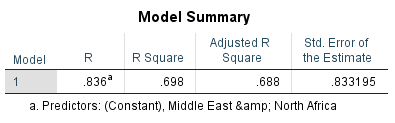 Model Summary
Model R R Square Adjusted R Square Std. Error of the Estimate
1 .836a .698 .688 .833195
a. Predictors: (Constant), Middle East &amp; North Africa